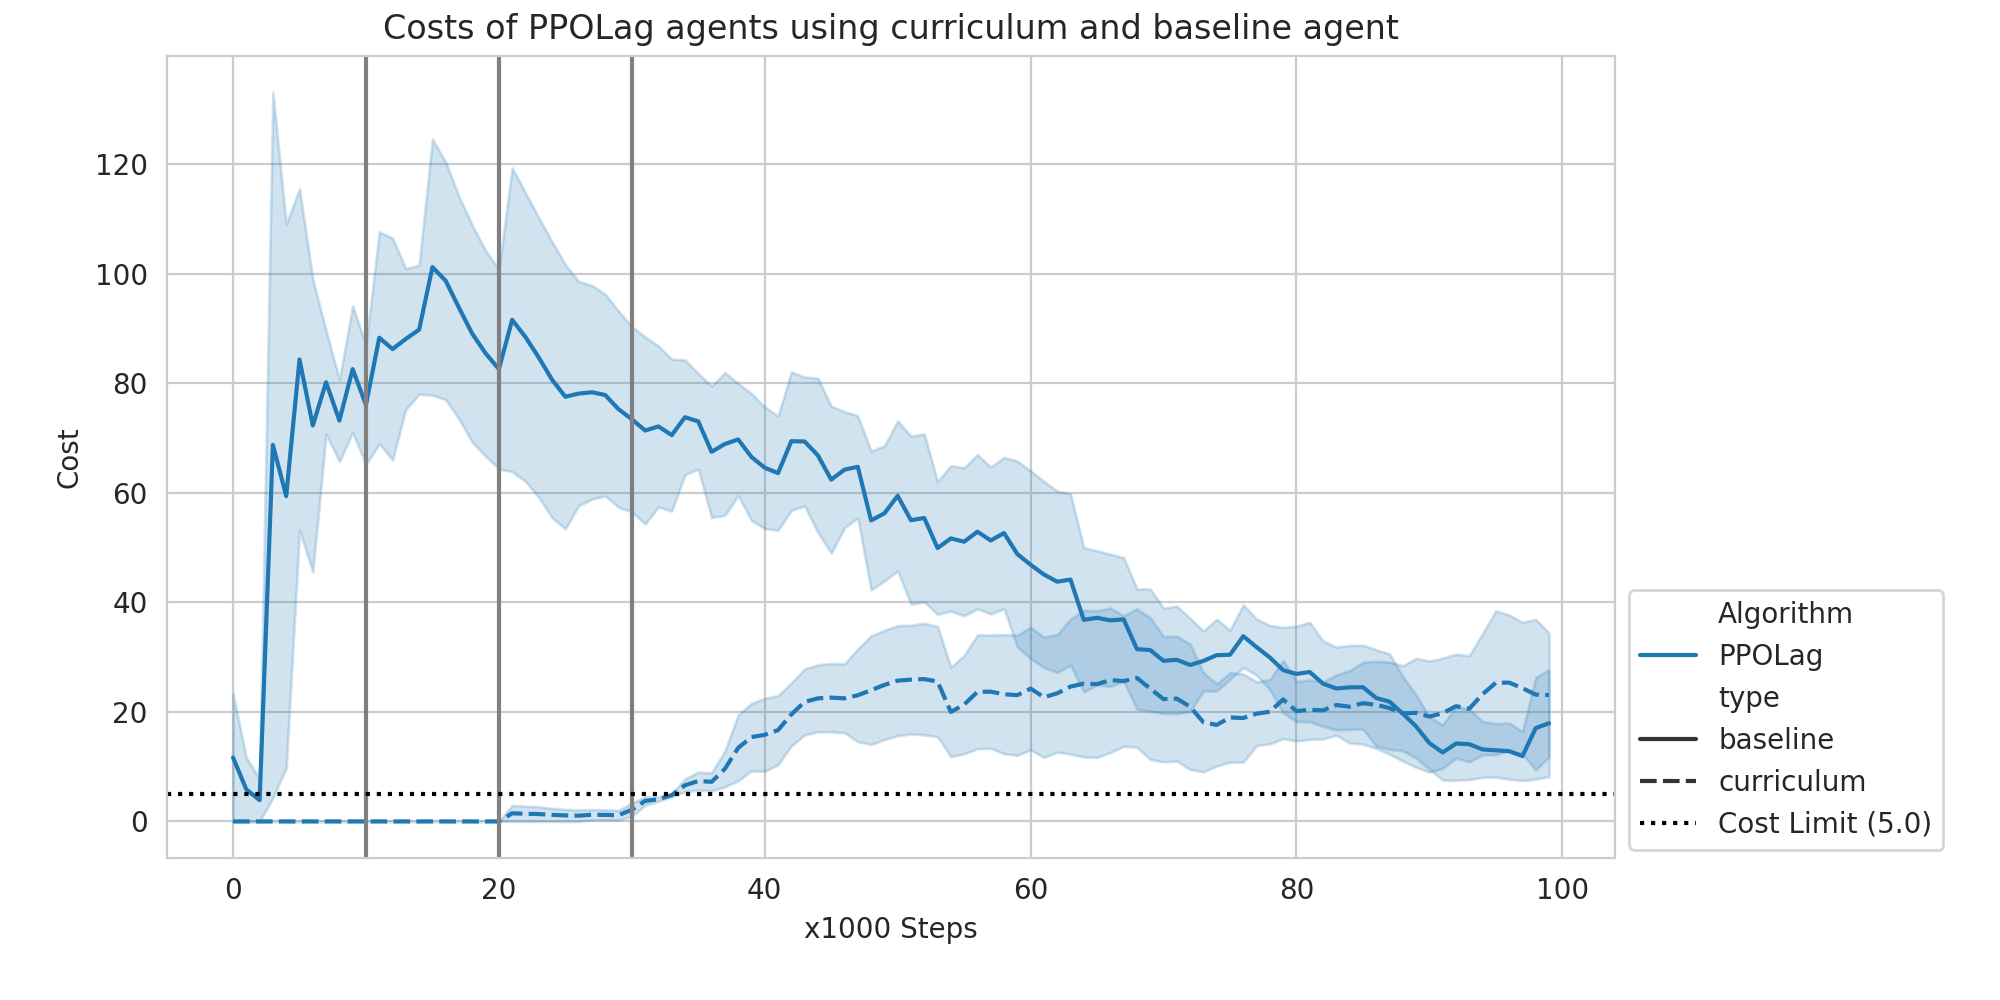 Costs of PPOLag agents using curriculum and baseline agent
120
100
80
60
40
20
0
Cost
0 20 40 60 80 100
x1000 Steps
Algorithm
PPOLag
type
baseline
curriculum
Cost Limit (5.0)